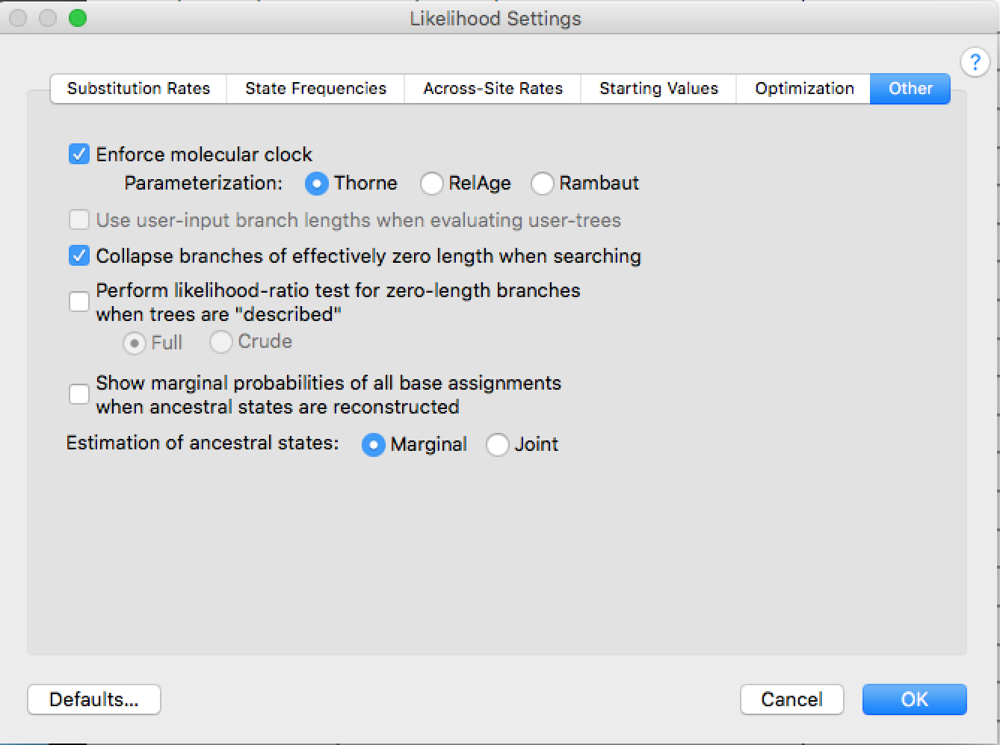 Likelihood Settings
?
Substitution Rates State Frequencies Across-Site Rates Starting Values Optimization Other
Enforce molecular clock
Parameterization: Thorne RelAge Rambaut
Use user-input branch lengths when evaluating user-trees
Collapse branches of effectively zero length when searching
Perform likelihood-ratio test for zero-length branches
when trees are "described"
Full Crude
Show marginal probabilities of all base assignments
when ancestral states are reconstructed
Estimation of ancestral states: Marginal Joint
Defaults... Cancel OK